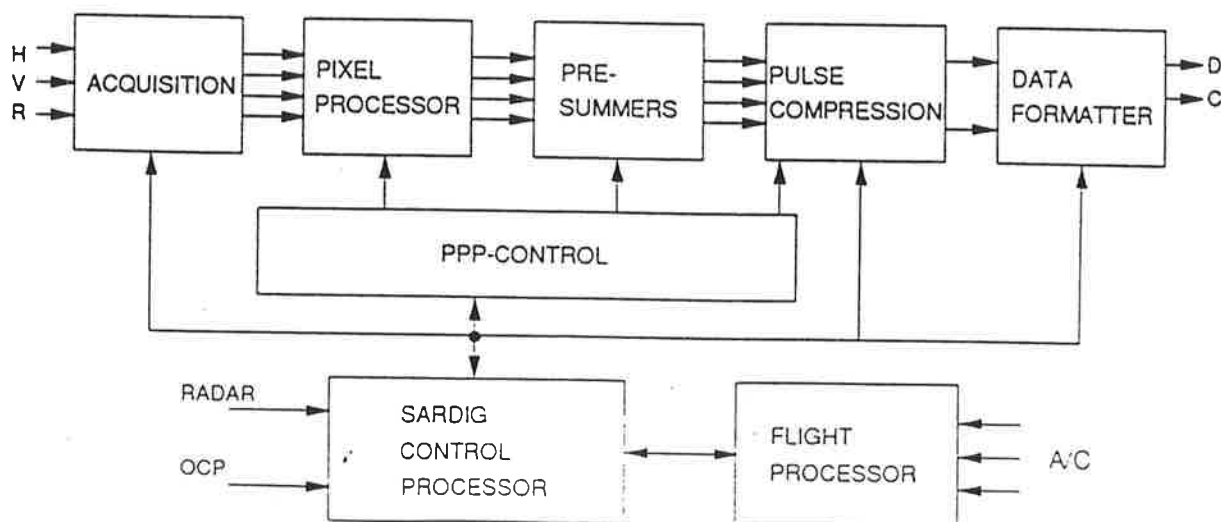 H
V
R
ACQUISITION
PIXEL
PROCESSOR
PRE-
SUMMERS
PULSE
COMPRESSION
DATA
FORMATTER
D
C
PPP-CONTROL
RADAR
OCP
SARDIG
CONTROL
PROCESSOR
FLIGHT
PROCESSOR
A/C